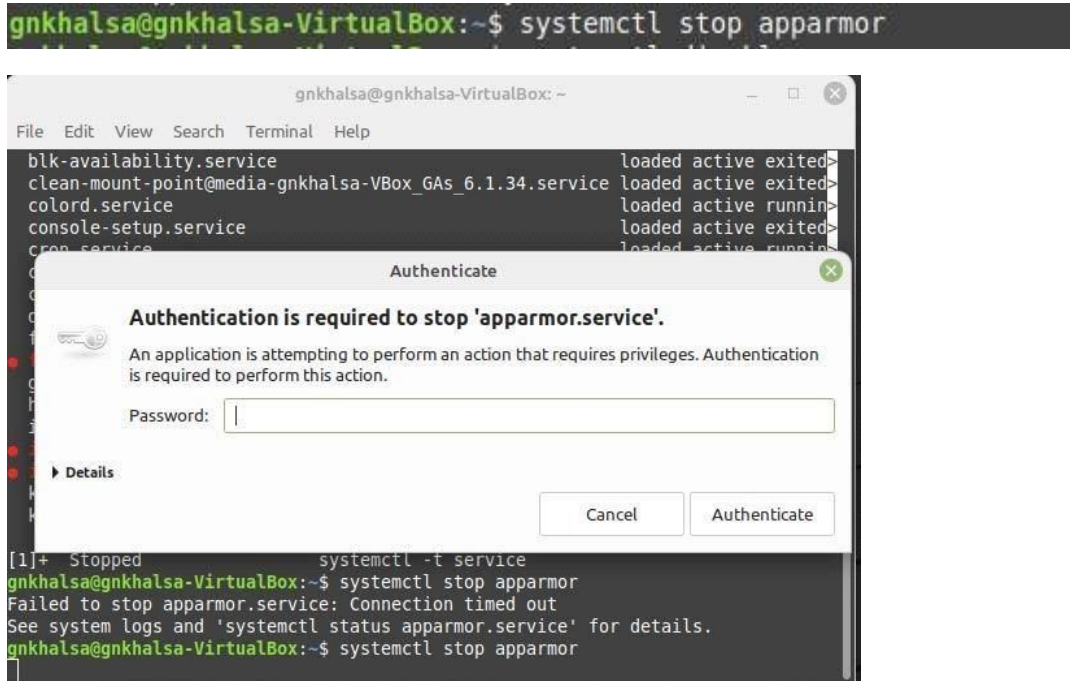 gnkhalsa@gnkhalsa-VirtualBox:~$ systemctl stop apparmor
gnkhalsa@gnkhalsa-VirtualBox: ~
File Edit View Search Terminal Help
blk-availability.service loaded active exited>
clean-mount-point@media-gnkhalsa-VBox_GAs_6.1.34.service loaded active exited>
colord.service loaded active runnin>
console-setup.service loaded active exited>
cron.service loaded active runnin>
Authenticate
Authentication is required to stop 'apparmor.service'.
An application is attempting to perform an action that requires privileges. Authentication
is required to perform this action.
Password:
Details
Cancel Authenticate
[1]+ Stopped systemctl -t service
gnkhalsa@gnkhalsa-VirtualBox:~$ systemctl stop apparmor
Failed to stop apparmor.service: Connection timed out
See system logs and 'systemctl status apparmor.service' for details.
gnkhalsa@gnkhalsa-VirtualBox:~$ systemctl stop apparmor